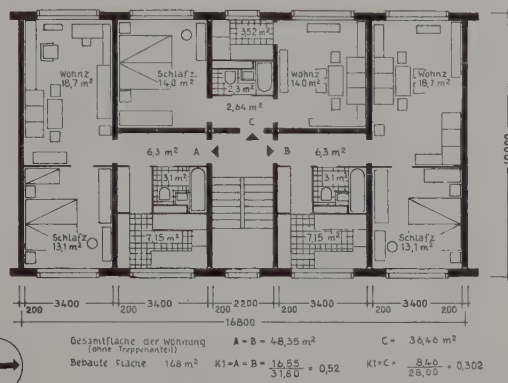 3,52 m²
Wohnz.
18,7 m²
Schlafz.
14,0 m²
2,3 m²
Wohnz.
14,0 m²
Wohnz.
18,7 m²
2,64 m²
C
6,3 m² A
B 6,3 m²
3,1 m²
3,1 m²
Schlafz.
13,1 m²
7,15 m²
7,15 m²
Schlafz.
13,1 m²
3400 3400 2200 3400 3400
200 200 200 200 200
16800
Gesamtfläche der Wohnung A = B = 48,35 m² C = 36,46 m²
(ohne Treppenanteil)
Bebaute Fläche 168 m² K1 = A = B = 16,55 / 31,80 = 0,52 K1 = C = 8,46 / 28,00 = 0,302